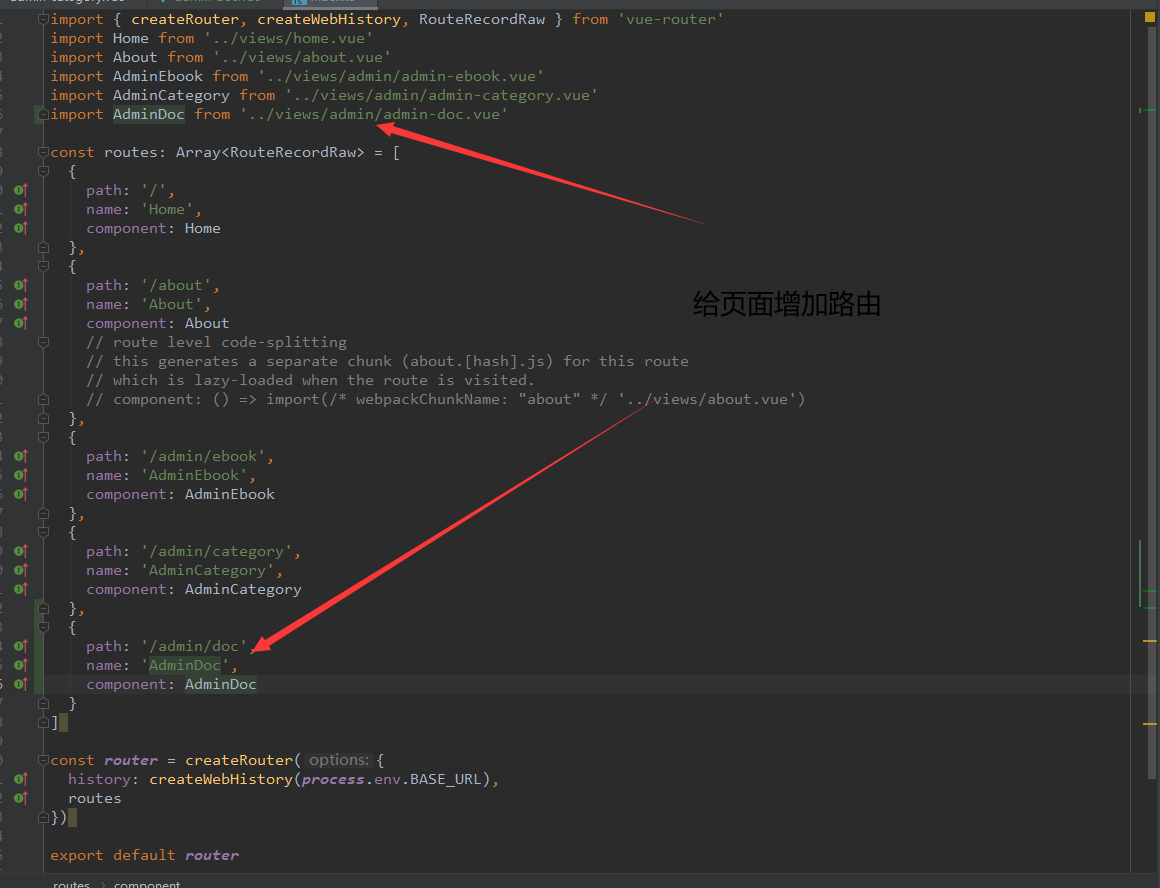 import { createRouter, createWebHistory, RouteRecordRaw } from 'vue-router'
import Home from '../views/home.vue'
import About from '../views/about.vue'
import AdminEbook from '../views/admin/admin-ebook.vue'
import AdminCategory from '../views/admin/admin-category.vue'
import AdminDoc from '../views/admin/admin-doc.vue'
const routes: Array<RouteRecordRaw> = [
{
path: '/',
name: 'Home',
component: Home
},
{
path: '/about',
name: 'About',
给页面增加路由
component: About
// route level code-splitting
// this generates a separate chunk (about.[hash].js) for this route
// which is lazy-loaded when the route is visited.
// component: () => import(/* webpackChunkName: "about" */ '../views/about.vue')
},
{
path: '/admin/ebook',
name: 'AdminEbook',
component: AdminEbook
},
{
path: '/admin/category',
name: 'AdminCategory',
component: AdminCategory
},
{
path: '/admin/doc',
name: 'AdminDoc',
component: AdminDoc
}
]
const router = createRouter( options: {
history: createWebHistory(process.env.BASE_URL),
routes
})
export default router
routes > component